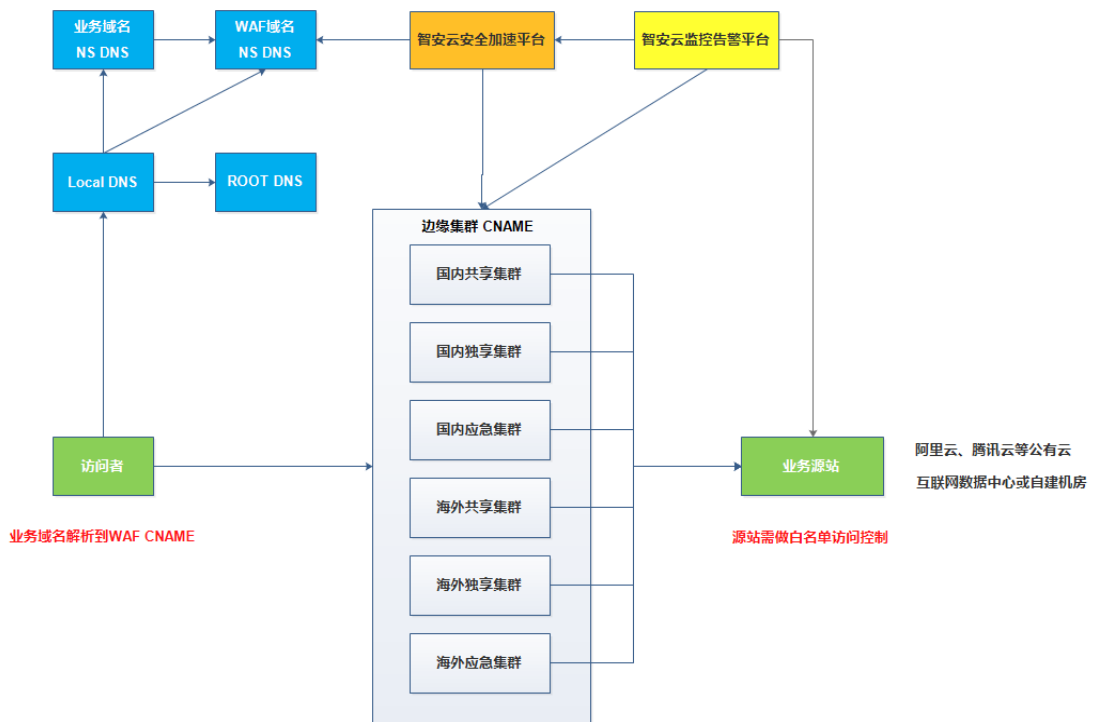 业务域名
NS DNS
WAF域名
NS DNS
智安云安全加速平台
智安云监控告警平台
Local DNS
ROOT DNS
边缘集群 CNAME
国内共享集群
国内独享集群
国内应急集群
海外共享集群
海外独享集群
海外应急集群
访问者
业务域名解析到WAF CNAME
业务源站
源站需做白名单访问控制
阿里云、腾讯云等公有云
互联网数据中心或自建机房